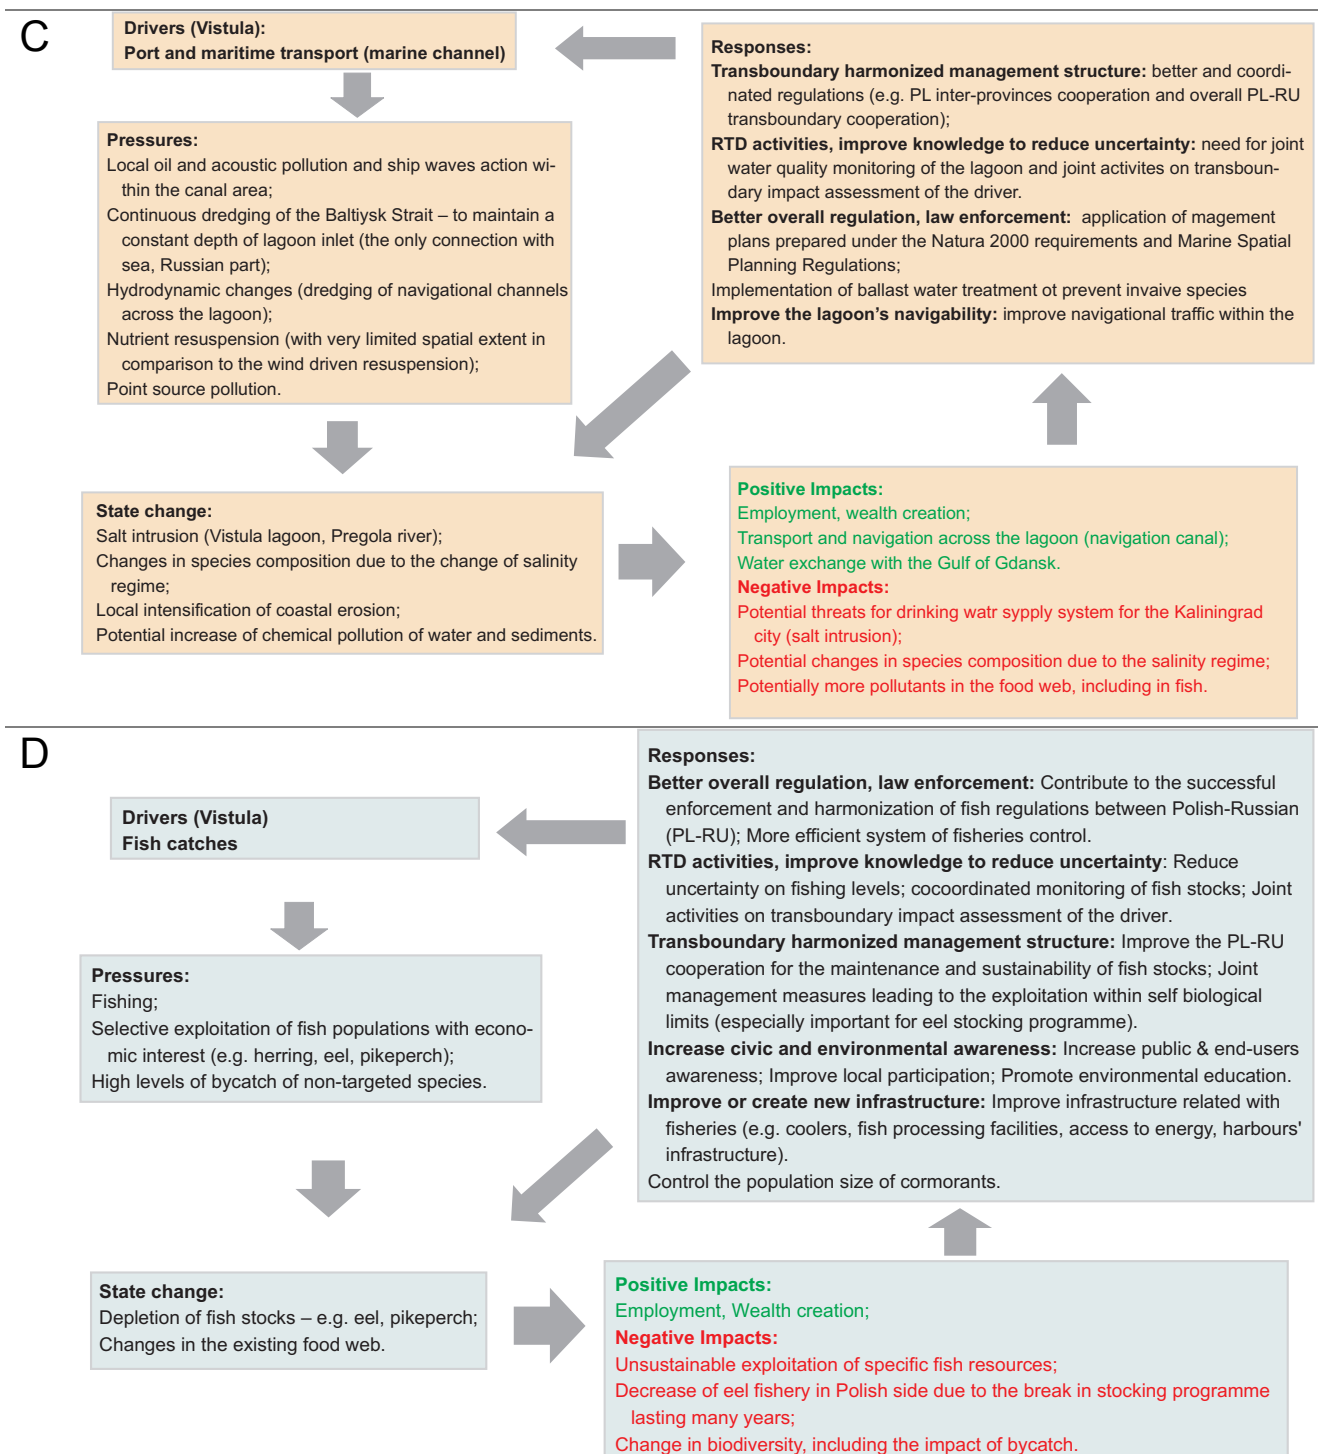 C
Drivers (Vistula):
Port and maritime transport (marine channel)
Pressures:
Local oil and acoustic pollution and ship waves action wi-
thin the canal area;
Continuous dredging of the Baltiysk Strait – to maintain a
constant depth of lagoon inlet (the only connection with
sea, Russian part);
Hydrodynamic changes (dredging of navigational channels
across the lagoon);
Nutrient resuspension (with very limited spatial extent in
comparison to the wind driven resuspension);
Point source pollution.
State change:
Salt intrusion (Vistula lagoon, Pregola river);
Changes in species composition due to the change of salinity
regime;
Local intensification of coastal erosion;
Potential increase of chemical pollution of water and sediments.
Responses:
Transboundary harmonized management structure: better and coordi-
nated regulations (e.g. PL inter-provinces cooperation and overall PL-RU
transboundary cooperation);
RTD activities, improve knowledge to reduce uncertainty: need for joint
water quality monitoring of the lagoon and joint activites on transboun-
dary impact assessment of the driver.
Better overall regulation, law enforcement: application of magement
plans prepared under the Natura 2000 requirements and Marine Spatial
Planning Regulations;
Implementation of ballast water treatment ot prevent invaive species
Improve the lagoon's navigability: improve navigational traffic within the
lagoon.
Positive Impacts:
Employment, wealth creation;
Transport and navigation across the lagoon (navigation canal);
Water exchange with the Gulf of Gdansk.
Negative Impacts:
Potential threats for drinking watr sypply system for the Kaliningrad
city (salt intrusion);
Potential changes in species composition due to the salinity regime;
Potentially more pollutants in the food web, including in fish.
D
Drivers (Vistula)
Fish catches
Pressures:
Fishing;
Selective exploitation of fish populations with econo-
mic interest (e.g. herring, eel, pikeperch);
High levels of bycatch of non-targeted species.
State change:
Depletion of fish stocks – e.g. eel, pikeperch;
Changes in the existing food web.
Responses:
Better overall regulation, law enforcement: Contribute to the successful
enforcement and harmonization of fish regulations between Polish-Russian
(PL-RU); More efficient system of fisheries control.
RTD activities, improve knowledge to reduce uncertainty: Reduce
uncertainty on fishing levels; cocoordinated monitoring of fish stocks; Joint
activities on transboundary impact assessment of the driver.
Transboundary harmonized management structure: Improve the PL-RU
cooperation for the maintenance and sustainability of fish stocks; Joint
management measures leading to the exploitation within self biological
limits (especially important for eel stocking programme).
Increase civic and environmental awareness: Increase public & end-users
awareness; Improve local participation; Promote environmental education.
Improve or create new infrastructure: Improve infrastructure related with
fisheries (e.g. coolers, fish processing facilities, access to energy, harbours'
infrastructure).
Control the population size of cormorants.
Positive Impacts:
Employment, Wealth creation;
Negative Impacts:
Unsustainable exploitation of specific fish resources;
Decrease of eel fishery in Polish side due to the break in stocking programme
lasting many years;
Change in biodiversity, including the impact of bycatch.